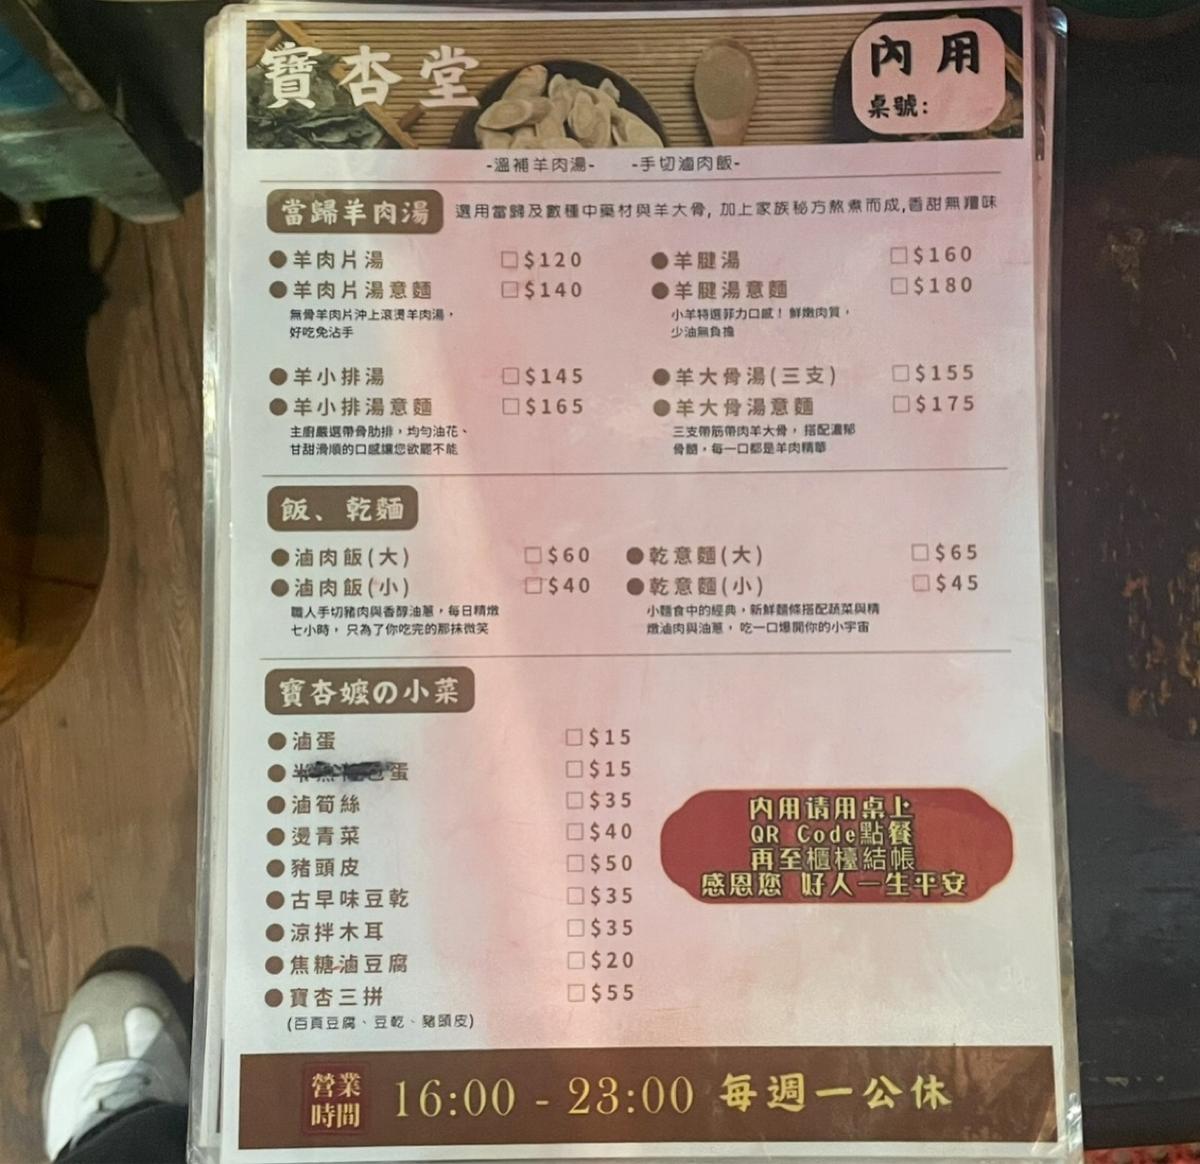 寶杏堂
內用
桌號:
-溫補羊肉湯- -手切滷肉飯-
當歸羊肉湯 選用當歸及數種中藥材與羊大骨, 加上家族秘方熬煮而成,香甜無羶味
●羊肉片湯 □$120 ●羊腱湯 □$160
●羊肉片湯意麵 □$140 ●羊腱湯意麵 □$180
無骨羊肉片沖上滾燙羊肉湯,
好吃免沾手
小羊特選菲力口感! 鮮嫩肉質,
少油無負擔
●羊小排湯 □$145 ●羊大骨湯(三支) □$155
●羊小排湯意麵 □$165 ●羊大骨湯意麵 □$175
主廚嚴選帶骨肋排,均勻油花、
甘甜滑順的口感讓您欲罷不能
三支帶筋帶肉羊大骨, 搭配濃郁
骨髓,每一口都是羊肉精華
飯、乾麵
●滷肉飯(大) □$60 ●乾意麵(大) □$65
●滷肉飯(小) □$40 ●乾意麵(小) □$45
職人手切豬肉與香醇油蔥,每日精燉
七小時, 只為了你吃完的那抹微笑
小麵食中的經典,新鮮麵條搭配蔬菜與精
燉滷肉與油蔥, 吃一口爆開你的小宇宙
寶杏嬤の小菜
●滷蛋 □$15
● 蛋 □$15
●滷筍絲 □$35
●燙青菜 □$40
●豬頭皮 □$50
●古早味豆乾 □$35
●涼拌木耳 □$35
●焦糖滷豆腐 □$20
●寶杏三拼 □$55
(百頁豆腐、豆乾、豬頭皮)
內用请用桌上
QR Code點餐
再至櫃檯結帳
感恩您 好人一生平安
營業
時間
16:00 - 23:00 每週一公休